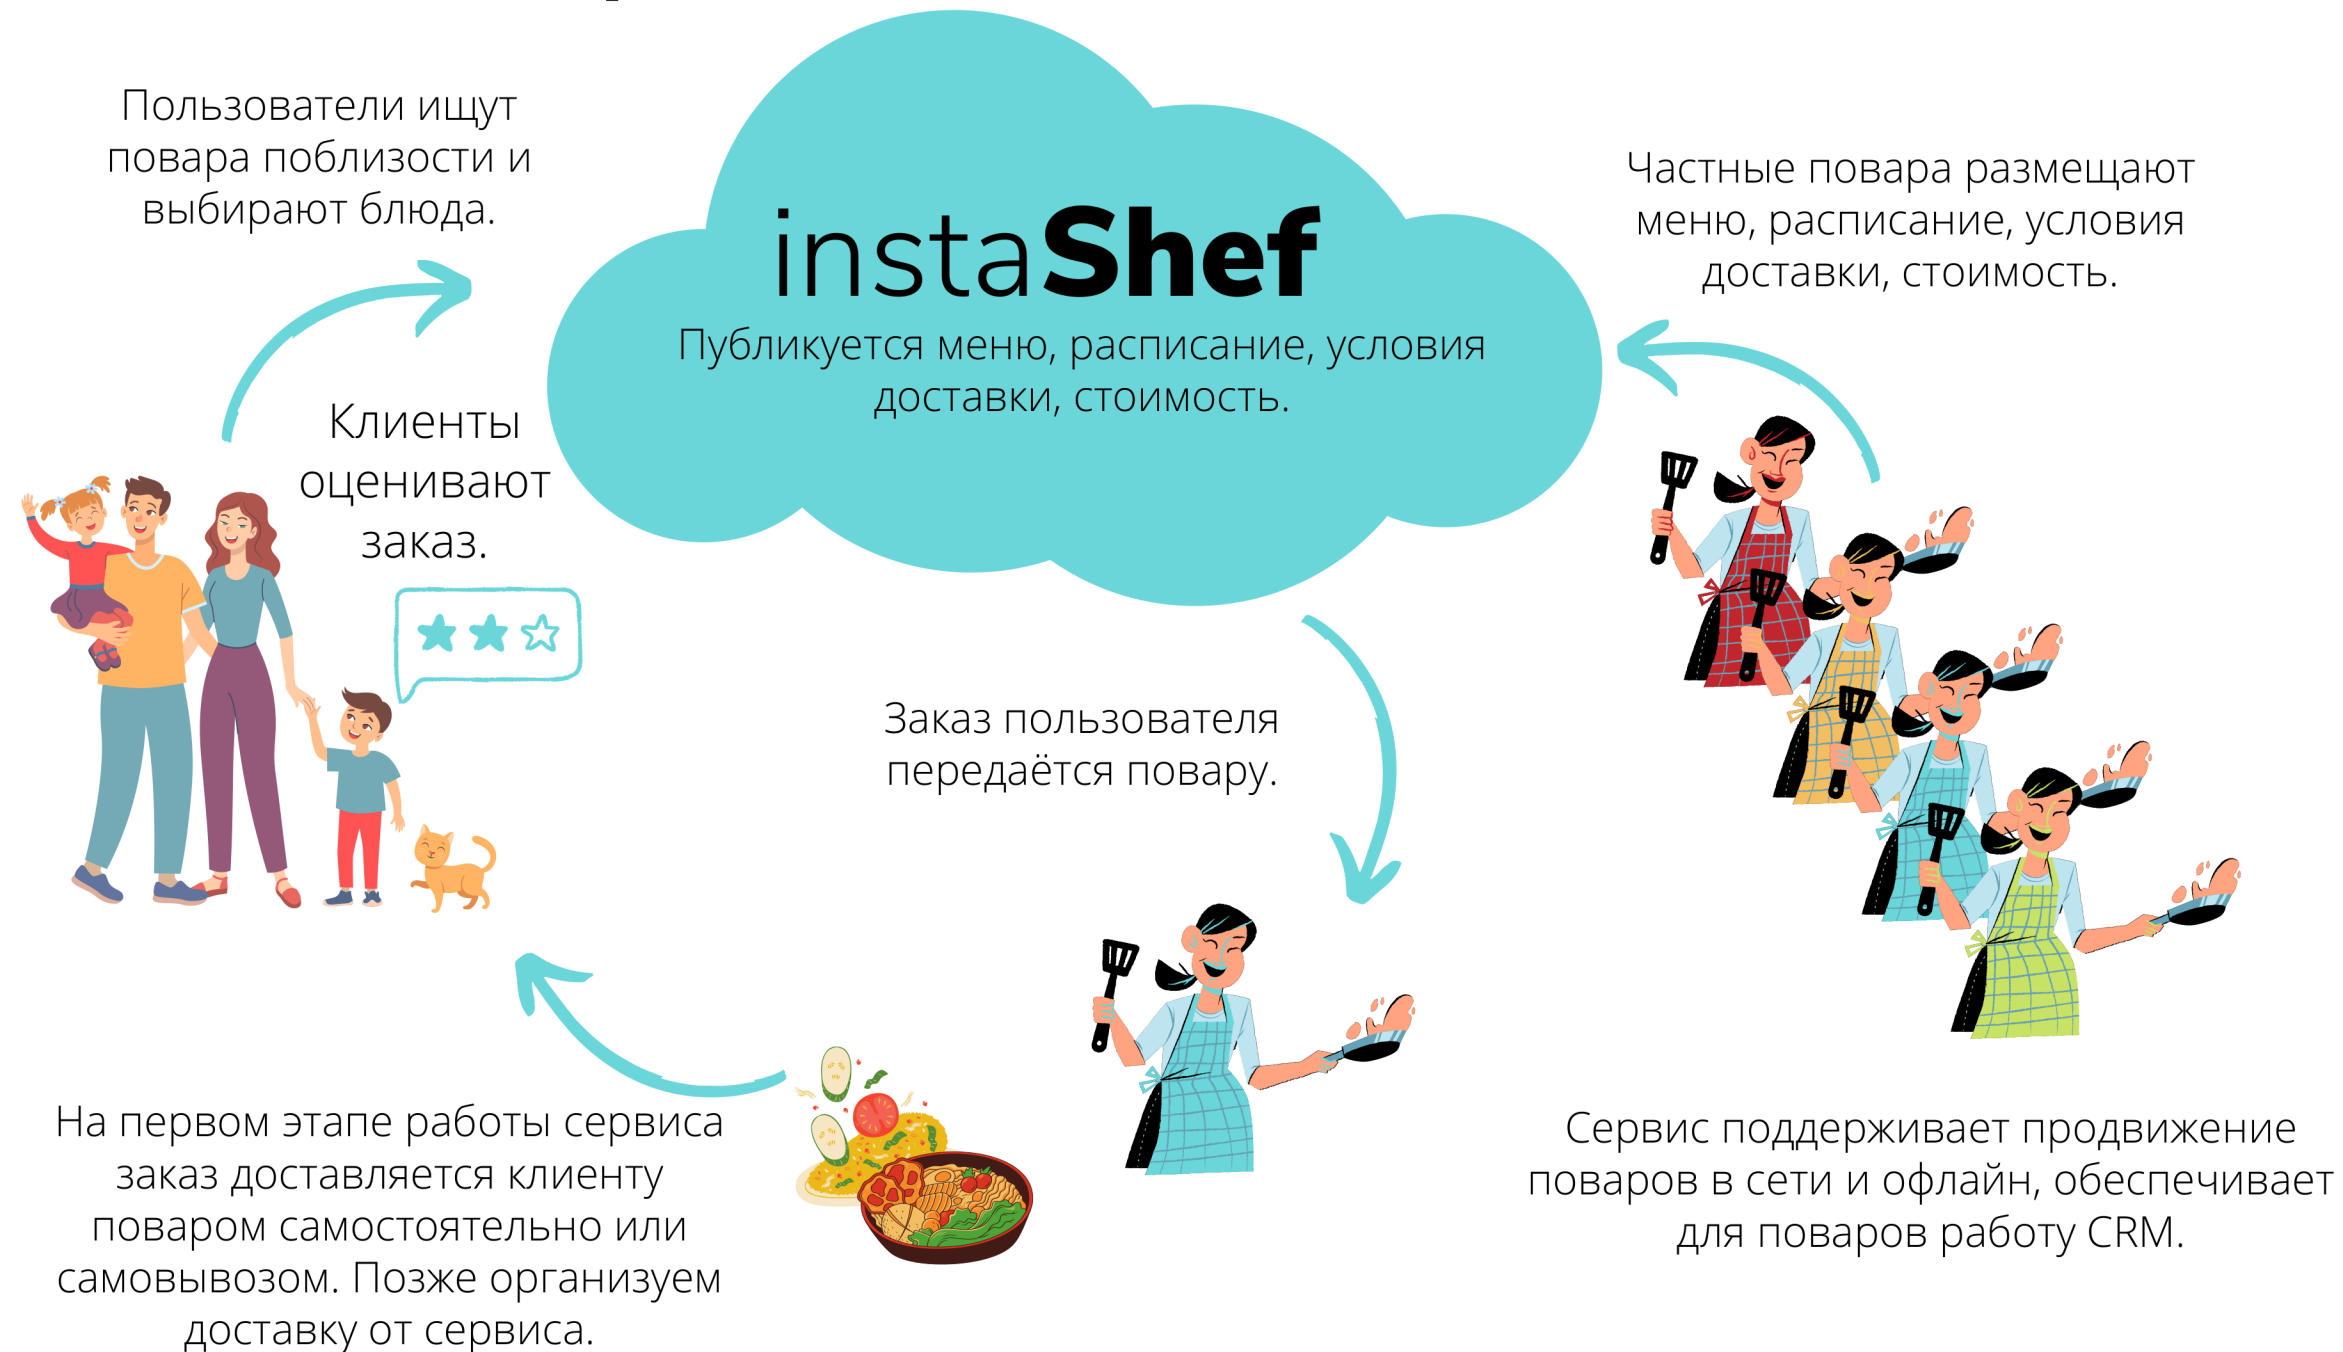 Пользователи ищут
повара поблизости и
выбирают блюда.
instaShef
Публикуется меню, расписание, условия
доставки, стоимость.
Частные повара размещают
меню, расписание, условия
доставки, стоимость.
Клиенты
оценивают
заказ.
Заказ пользователя
передаётся повару.
На первом этапе работы сервиса
заказ доставляется клиенту
поваром самостоятельно или
самовывозом. Позже организуем
доставку от сервиса.
Сервис поддерживает продвижение
поваров в сети и офлайн, обеспечивает
для поваров работу CRM.